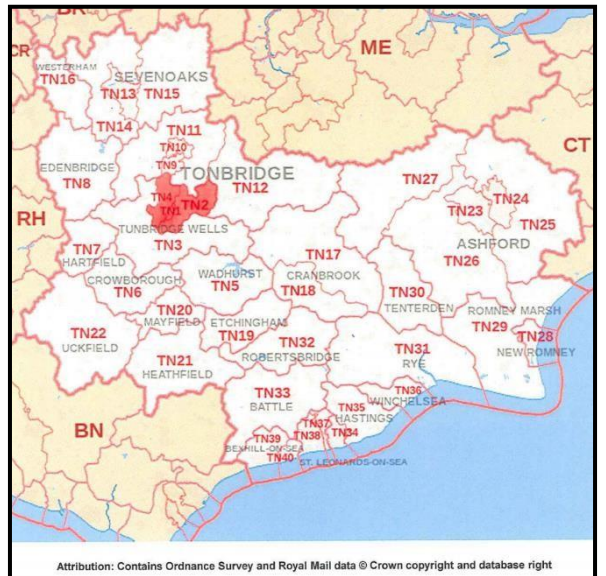 BR
ME
CR
WESTERHAM
TN16
SEVENOAKS
TN13
TN15
TN14
TN11
TN10
TN9
CT
EDENBRIDGE
TN8
TONBRIDGE
TN12
TN27
TN24
TN23
TN25
TN4
TN2
TN1
TUNBRIDGE WELLS
TN3
RH
ASHFORD
TN26
TN7
HARTFIELD
CROWBOROUGH
TN6
WADHURST
TN5
TN17
CRANBROOK
TN18
TN30
TENTERDEN
ROMNEY MARSH
TN29
TN28
NEW ROMNEY
TN20
MAYFIELD
ETCHINGHAM
TN19
TN22
UCKFIELD
TN21
HEATHFIELD
TN32
ROBERTSBRIDGE
TN31
RYE
TN33
BATTLE
TN36
WINCHELSEA
TN35
HASTINGS
TN37
TN38
TN34
BN
TN39
BEXHILL-ON-SEA
TN40
ST. LEONARDS-ON-SEA
Attribution: Contains Ordnance Survey and Royal Mail data © Crown copyright and database right